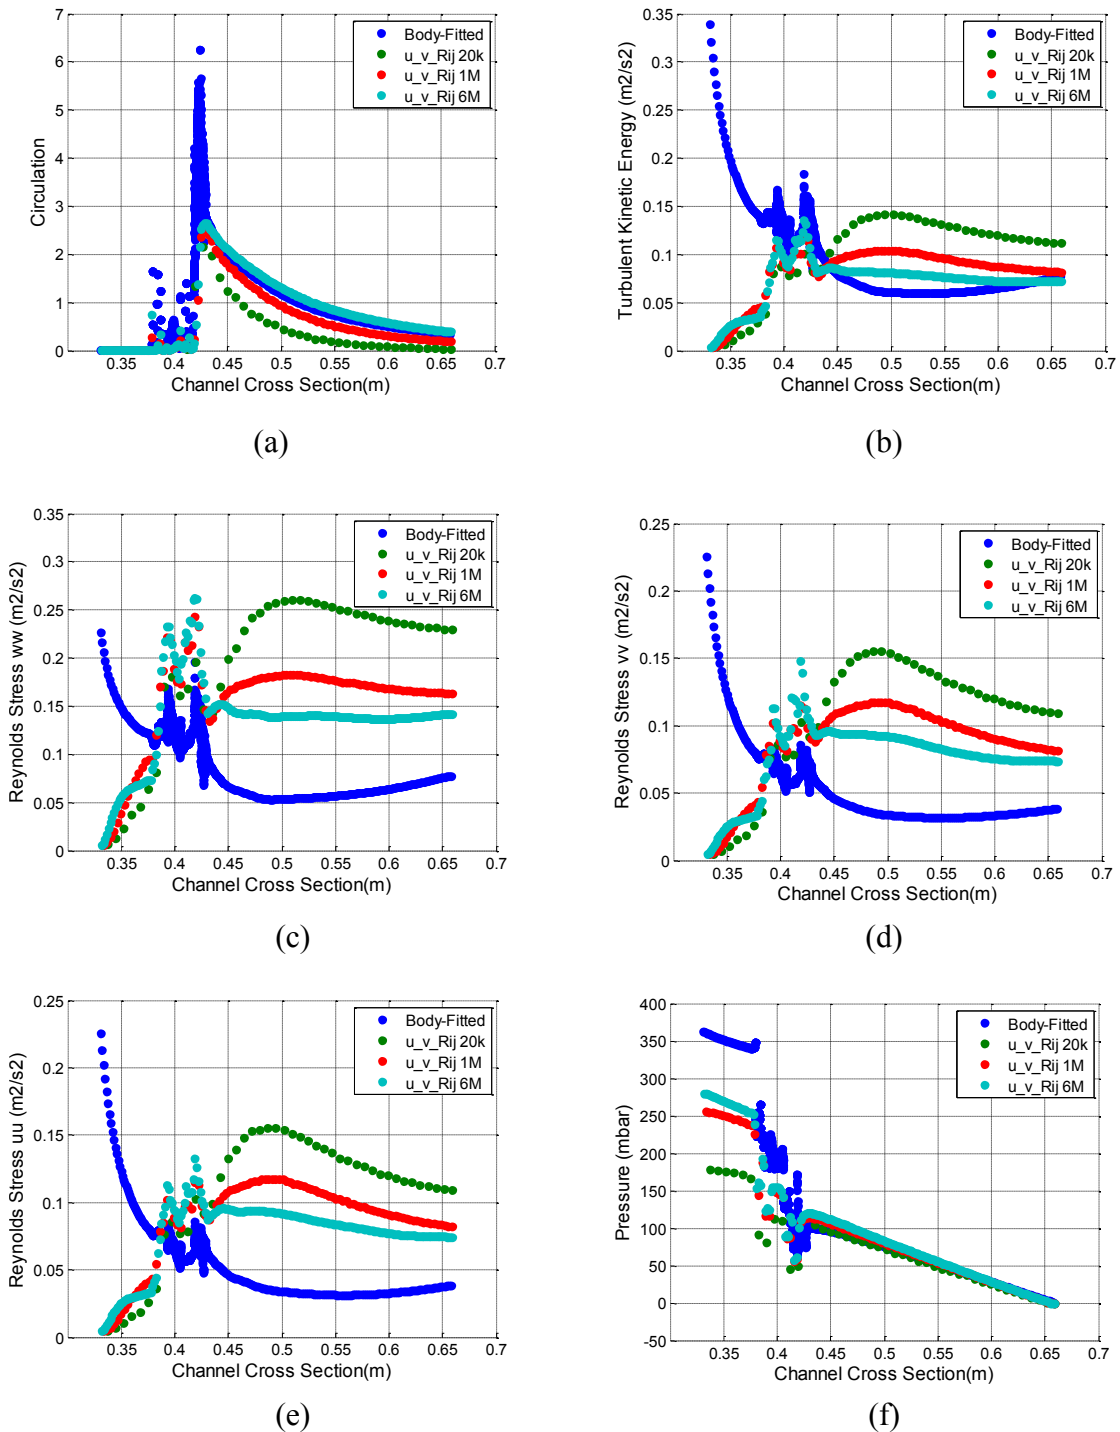 7
6
5
4
3
2
1
0
0.35 0.4 0.45 0.5 0.55 0.6 0.65 0.7
Circulation
Channel Cross Section(m)
Body-Fitted
u_v_Rij 20k
u_v_Rij 1M
u_v_Rij 6M
(a)
0.35
0.3
0.25
0.2
0.15
0.1
0.05
0
0.35 0.4 0.45 0.5 0.55 0.6 0.65 0.7
Turbulent Kinetic Energy (m2/s2)
Channel Cross Section(m)
Body-Fitted
u_v_Rij 20k
u_v_Rij 1M
u_v_Rij 6M
(b)
0.35
0.3
0.25
0.2
0.15
0.1
0.05
0
0.35 0.4 0.45 0.5 0.55 0.6 0.65 0.7
Reynolds Stress ww (m2/s2)
Channel Cross Section(m)
Body-Fitted
u_v_Rij 20k
u_v_Rij 1M
u_v_Rij 6M
(c)
0.25
0.2
0.15
0.1
0.05
0
0.35 0.4 0.45 0.5 0.55 0.6 0.65 0.7
Reynolds Stress vv (m2/s2)
Channel Cross Section(m)
Body-Fitted
u_v_Rij 20k
u_v_Rij 1M
u_v_Rij 6M
(d)
0.25
0.2
0.15
0.1
0.05
0
0.35 0.4 0.45 0.5 0.55 0.6 0.65 0.7
Reynolds Stress uu (m2/s2)
Channel Cross Section(m)
Body-Fitted
u_v_Rij 20k
u_v_Rij 1M
u_v_Rij 6M
(e)
400
350
300
250
200
150
100
50
0
-50
0.35 0.4 0.45 0.5 0.55 0.6 0.65 0.7
Pressure (mbar)
Channel Cross Section(m)
Body-Fitted
u_v_Rij 20k
u_v_Rij 1M
u_v_Rij 6M
(f)